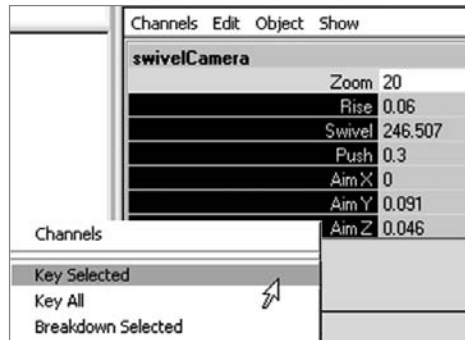 Channels Edit Object Show
swivelCamera
Zoom 20
Rise 0.06
Swivel 246.507
Push 0.3
Aim X 0
Aim Y 0.091
Aim Z 0.046
Channels
Key Selected
Key All
Breakdown Selected